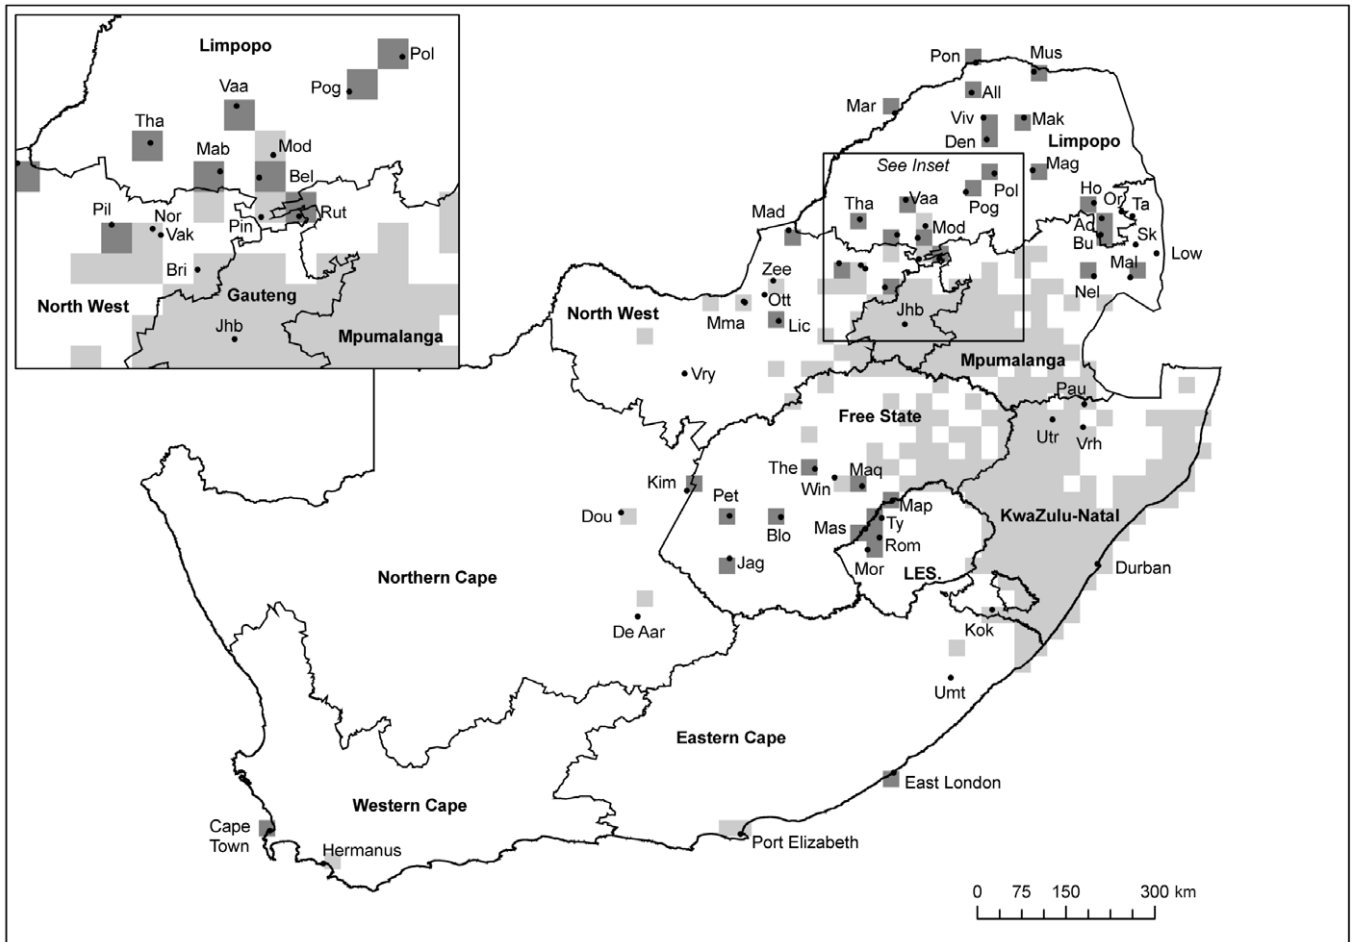 Limpopo
Pol
Pog
Vaa
Tha
Mod
Mab
Bel
Pil
Nor
Vak
Pin
Rut
Bri
Gauteng
North West
Jhb
Mpumalanga
Pon
Mus
All
Mar
Viv
Mak
Den
Limpopo
See Inset
Mag
Pol
Pog
Vaa
Tha
Mod
Ho
Or
Ta
Ac
Bu
Sk
Low
Mal
Nel
Mad
Zee
Ott
Mma
Lic
North West
Jhb
Mpumalanga
Vry
Pau
Free State
Utr
Vrh
The
Win
Maq
Kim
Pet
Dou
Blo
Map
Mas
Ty
Rom
Mor
Jag
LES.
KwaZulu-Natal
Durban
Northern Cape
De Aar
Kok
Umt
Eastern Cape
East London
Western Cape
Cape
Town
Hermanus
Port Elizabeth
0 75 150 300 km